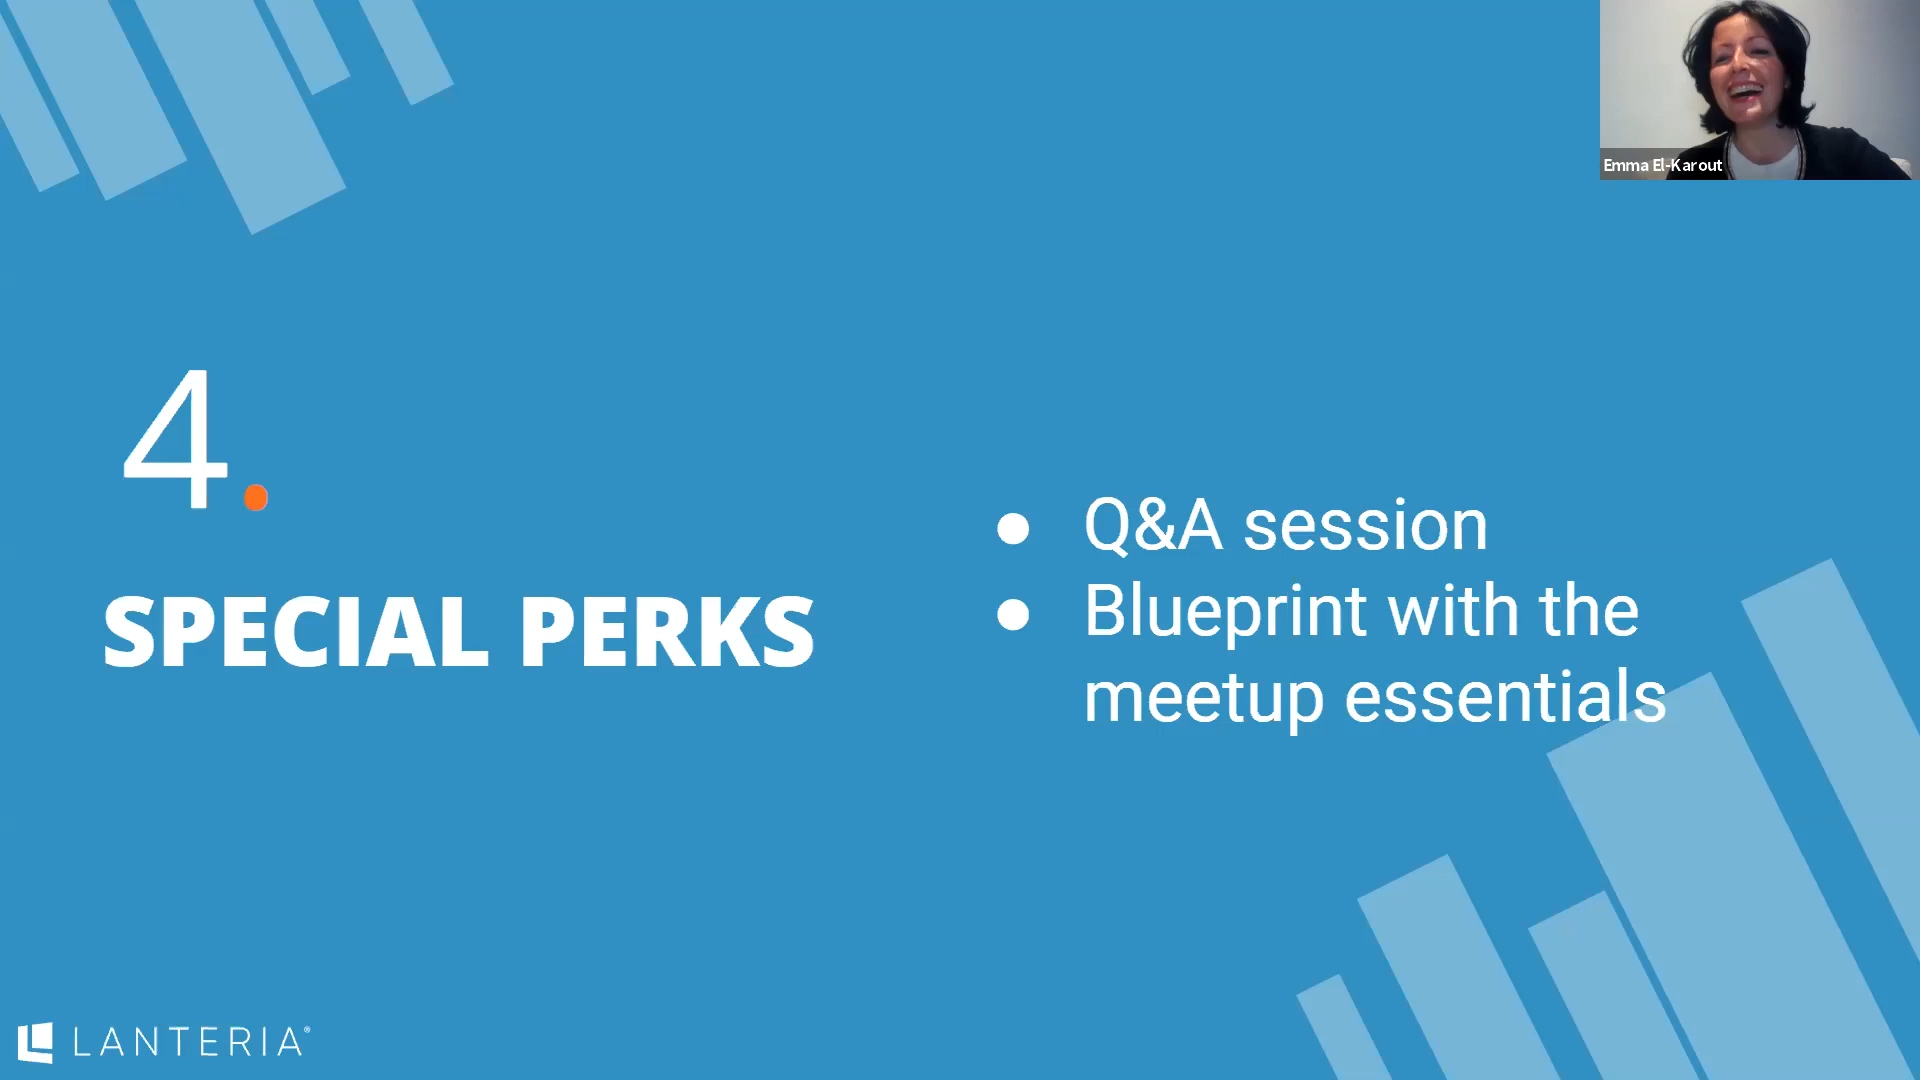 Emma El-Karout
4.
SPECIAL PERKS
● Q&A session
● Blueprint with the
meetup essentials
LANTERIA®